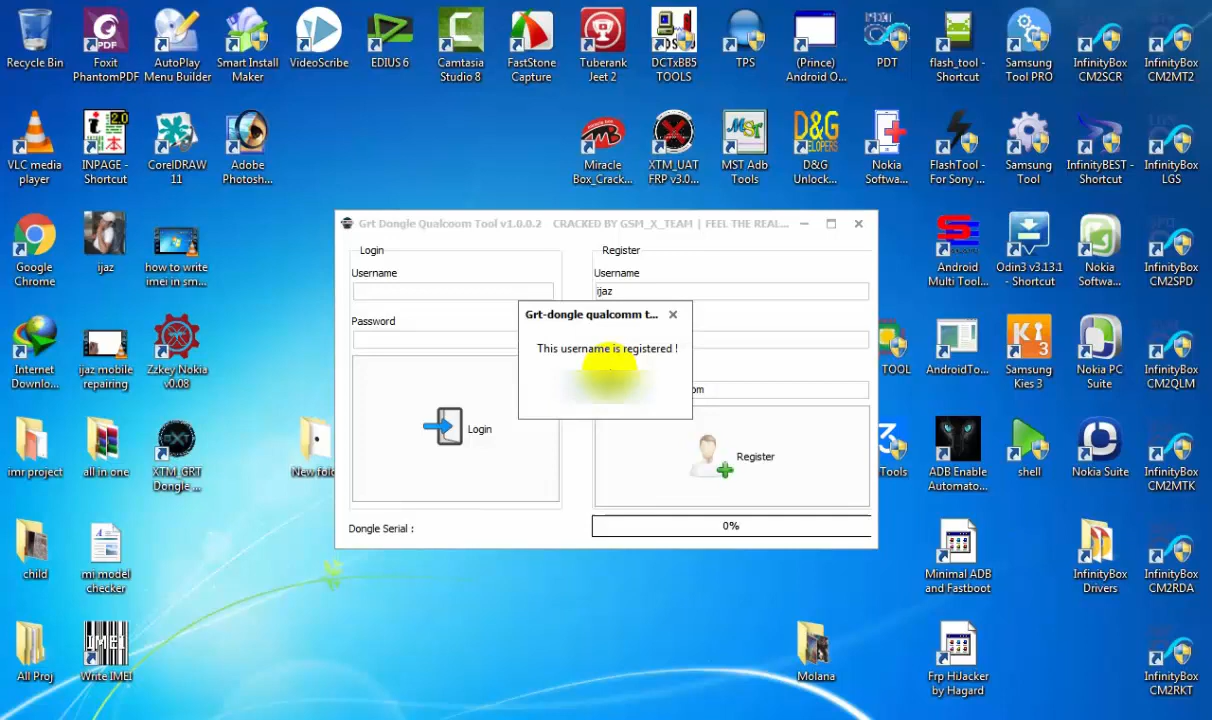 Recycle Bin
Foxit
PhantomPDF
AutoPlay
Menu Builder
Smart Install
Maker
VideoScribe
EDIUS 6
Camtasia
Studio 8
FastStone
Capture
Tuberank
Jeet 2
DCTxBB5
TOOLS
TPS
(Prince)
Android O...
PDT
flash_tool -
Shortcut
Samsung
Tool PRO
InfinityBox
CM2SCR
InfinityBox
CM2MT2
VLC media
player
INPAGE -
Shortcut
CorelDRAW
11
Adobe
Photosh...
Miracle
Box_Crack...
XTM_UAT
FRP v3.0...
MST Adb
Tools
D&G
Unlock...
Nokia
Softwa...
FlashTool -
For Sony ...
Samsung
Tool
InfinityBEST -
Shortcut
InfinityBox
LGS
Google
Chrome
ijaz
how to write
imei in sm...
Android
Multi Tool...
Odin3 v3.13.1
- Shortcut
Nokia
Softwa...
InfinityBox
CM2SPD
Internet
Downlo...
ijaz mobile
repairing
Zzkey Nokia
v0.08
TOOL
AndroidTo...
Samsung
Kies 3
Nokia PC
Suite
InfinityBox
CM2QLM
imr project
all in one
XTM_GRT
Dongle ...
New fold
Tools
ADB Enable
Automato...
shell
Nokia Suite
InfinityBox
CM2MTK
child
mi model
checker
Minimal ADB
and Fastboot
InfinityBox
Drivers
InfinityBox
CM2RDA
All Proj
Write IMEI
Molana
Frp HiJacker
by Hagard
InfinityBox
CM2RKT
Grt Dongle Qualcoom Tool v1.0.0.2 CRACKED BY GSM_X_TEAM | FEEL THE REAL...
Login
Username
Password
Login
Dongle Serial :
Register
Username
ijaz
om
Register
0%
Grt-dongle qualcomm t...
This username is registered !